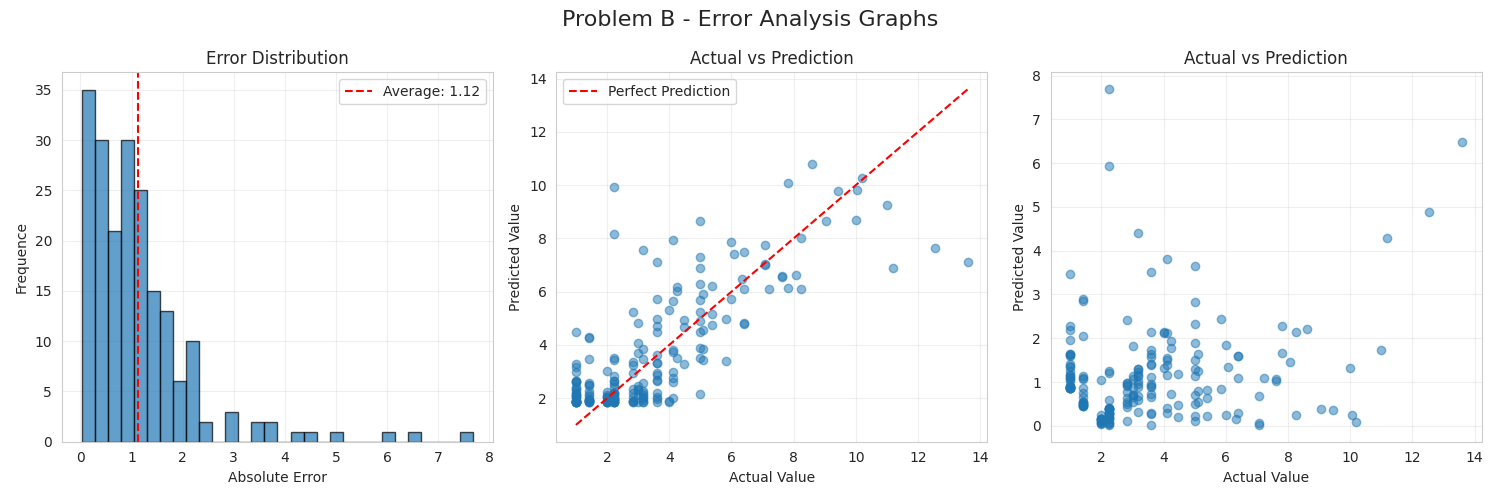 Problem B - Error Analysis Graphs
Error Distribution
35
30
25
20
15
10
5
0
Frequence
0 1 2 3 4 5 6 7 8
Absolute Error
Average: 1.12
Actual vs Prediction
14
12
10
8
6
4
2
Predicted Value
2 4 6 8 10 12 14
Actual Value
Perfect Prediction
Actual vs Prediction
8
7
6
5
4
3
2
1
0
Predicted Value
2 4 6 8 10 12 14
Actual Value